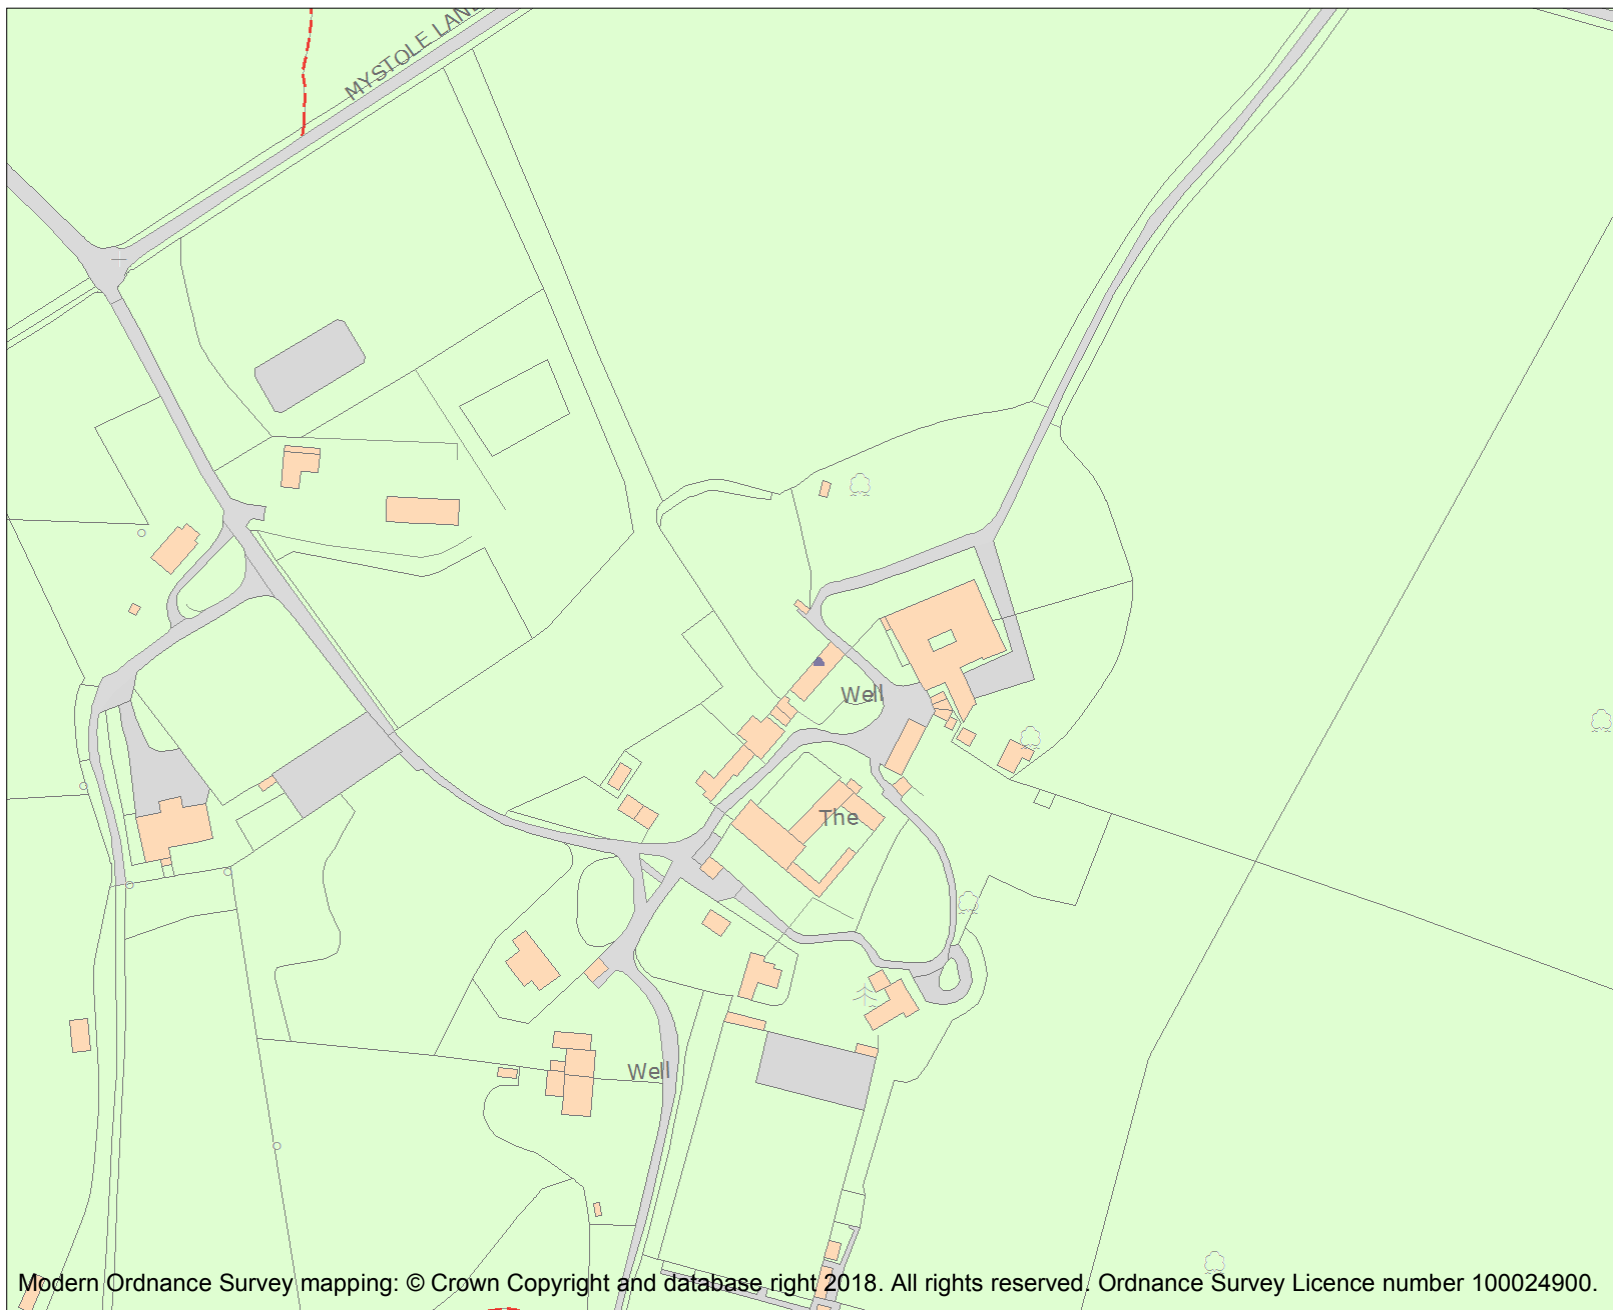 MYSTOLE LANE
Well
The
Well
Modern Ordnance Survey mapping: © Crown Copyright and database right 2018. All rights reserved. Ordnance Survey Licence number 100024900.